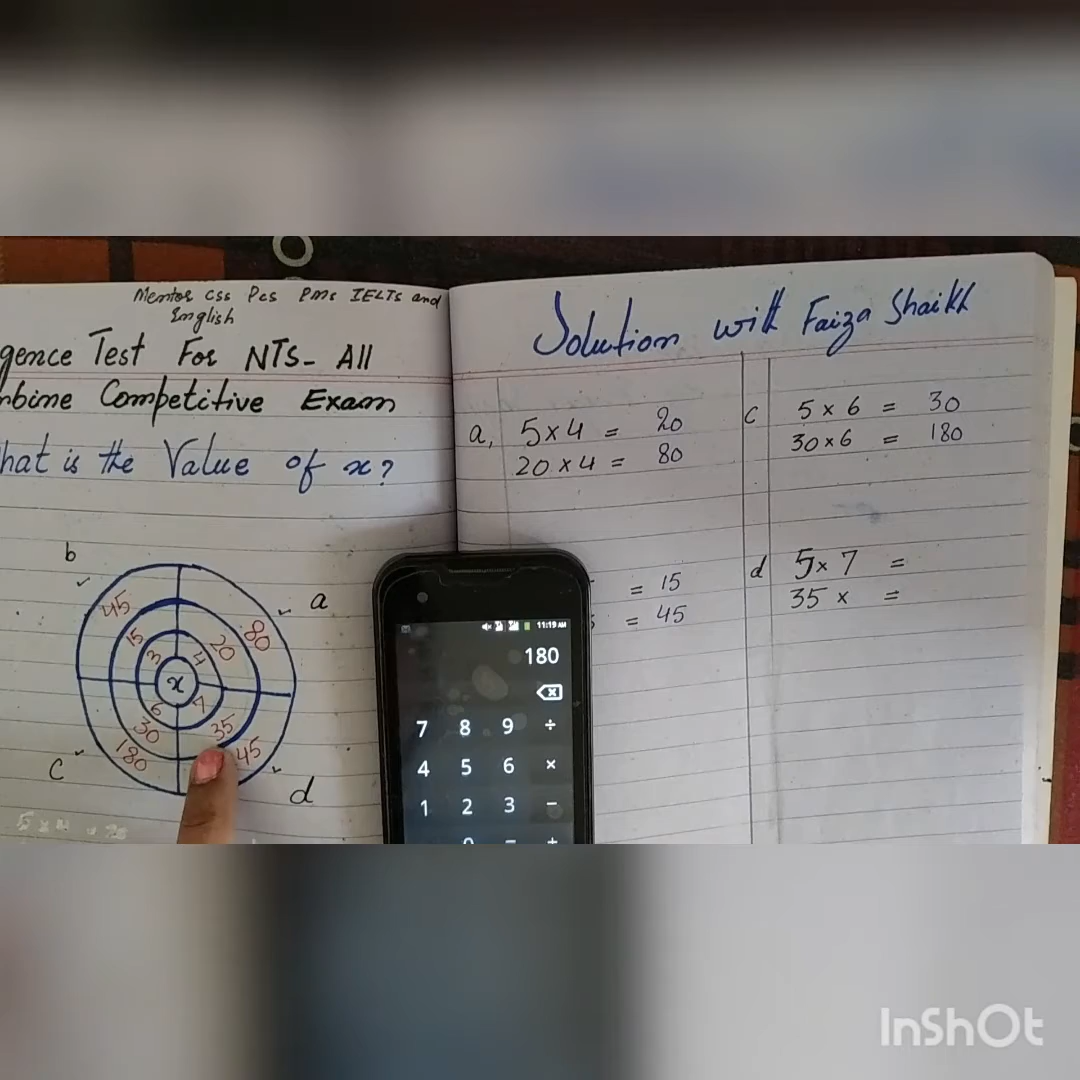 Mentor Css Pcs Pms IELTs and
English
gence Test For NTS- All
mbine Competitive Exam
hat is the Value of x?
b
a
45
80
15
20
3
4
x
6
7
30
35
180
45
c
d
Solution with Faiza Shaikh
a, 5 x 4 = 20
20 x 4 = 80
= 15
= 45
c 5 x 6 = 30
30 x 6 = 180
d 5 x 7 =
35 x =
11:19 AM
180
7 8 9 ÷
4 5 6 ×
1 2 3 −
InShOt